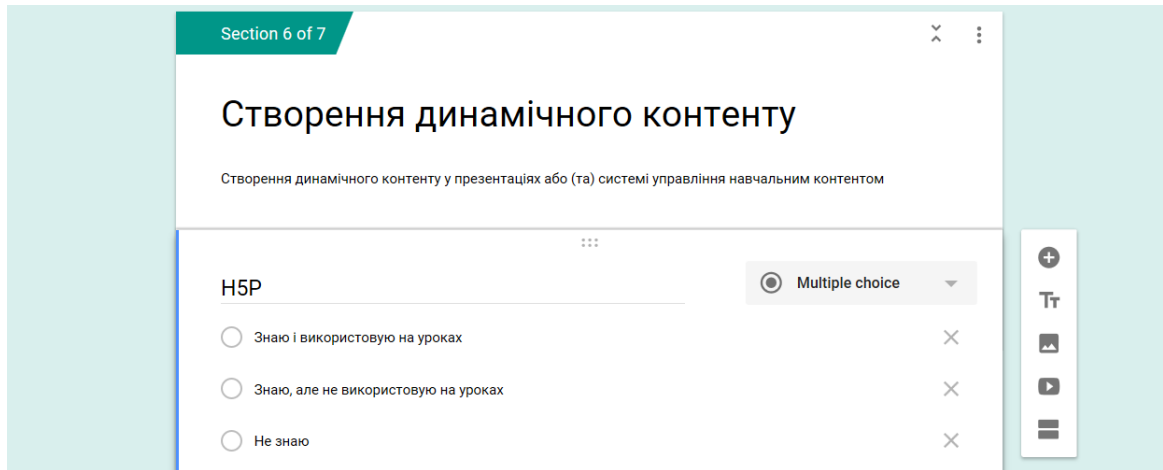 Section 6 of 7
Створення динамічного контенту
Створення динамічного контенту у презентаціях або (та) системі управління навчальним контентом
H5P
Multiple choice
Знаю і використовую на уроках
Знаю, але не використовую на уроках
Не знаю